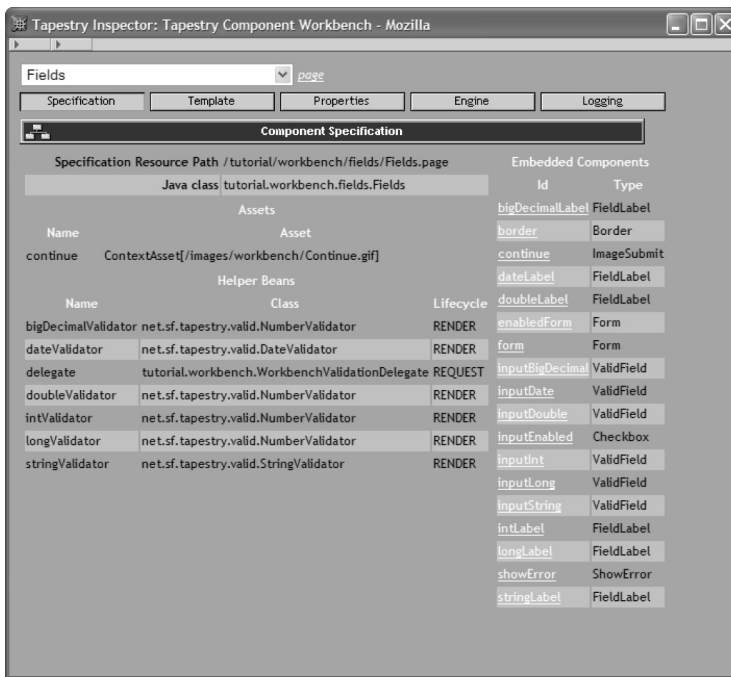 Tapestry Inspector: Tapestry Component Workbench - Mozilla
Fields page
Specification Template Properties Engine Logging
Component Specification
Specification Resource Path /tutorial/workbench/fields/Fields.page
Java class tutorial.workbench.fields.Fields
Assets
Name Asset
continue ContextAsset[/images/workbench/Continue.gif]
Helper Beans
Name Class Lifecycle
bigDecimalValidator net.sf.tapestry.valid.NumberValidator RENDER
dateValidator net.sf.tapestry.valid.DateValidator RENDER
delegate tutorial.workbench.WorkbenchValidationDelegate REQUEST
doubleValidator net.sf.tapestry.valid.NumberValidator RENDER
intValidator net.sf.tapestry.valid.NumberValidator RENDER
longValidator net.sf.tapestry.valid.NumberValidator RENDER
stringValidator net.sf.tapestry.valid.StringValidator RENDER
Embedded Components
Id Type
bigDecimalLabel FieldLabel
border Border
continue ImageSubmit
dateLabel FieldLabel
doubleLabel FieldLabel
enabledForm Form
form Form
inputBigDecimal ValidField
inputDate ValidField
inputDouble ValidField
inputEnabled Checkbox
inputInt ValidField
inputLong ValidField
inputString ValidField
intLabel FieldLabel
longLabel FieldLabel
showError ShowError
stringLabel FieldLabel